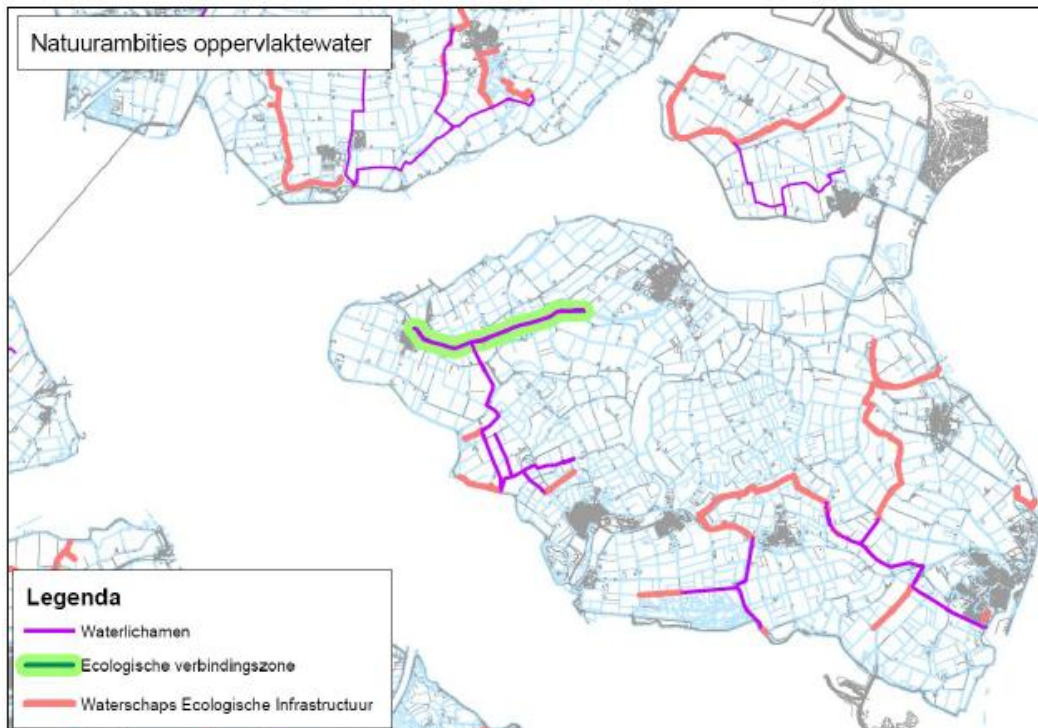 Natuurambities oppervlaktewater
Legenda
Waterlichamen
Ecologische verbindingszone
Waterschaps Ecologische Infrastructuur